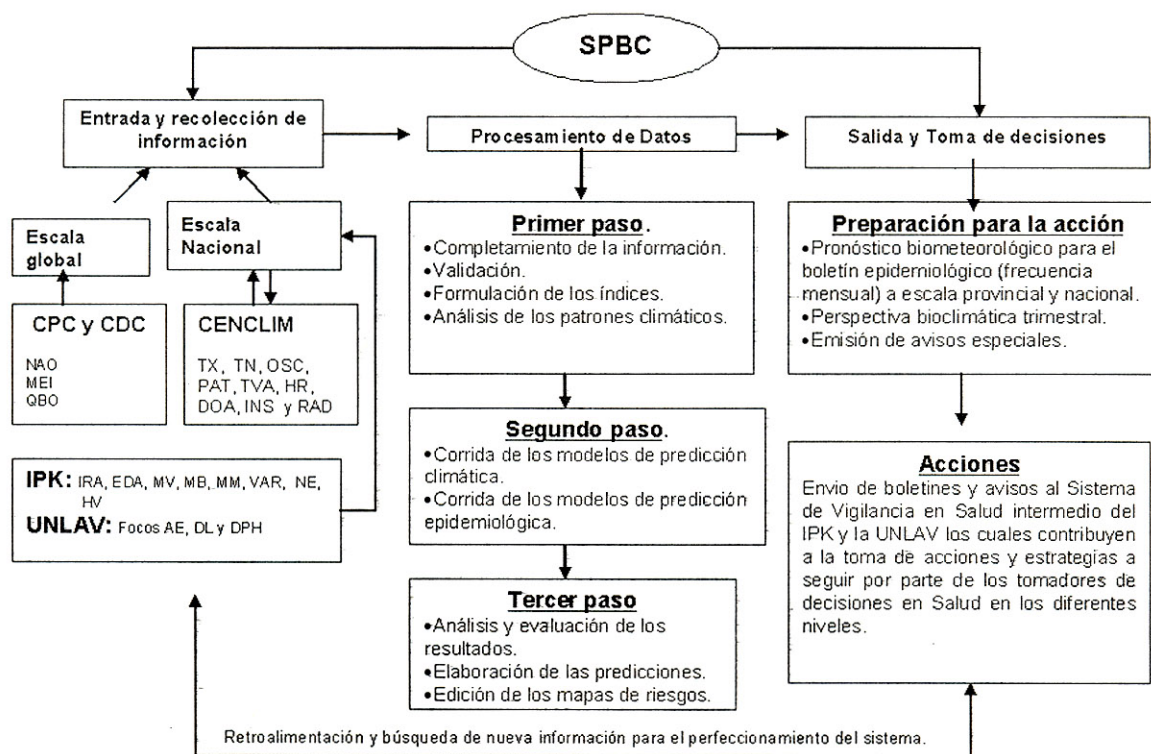 SPBC
Entrada y recolección de
información
Procesamiento de Datos
Salida y Toma de decisiones
Escala
global
Escala
Nacional
CPC y CDC
NAO
MEI
QBO
CENCLIM
TX, TN, OSC,
PAT, TVA, HR,
DOA, INS y RAD
IPK: IRA, EDA, MV, MB, MM, VAR, NE,
HV
UNLAV: Focos AE, DL y DPH
Primer paso.
•Completamiento de la información.
•Validación.
•Formulación de los índices.
•Análisis de los patrones climáticos.
Segundo paso.
•Corrida de los modelos de predicción
climática.
•Corrida de los modelos de predicción
epidemiológica.
Tercer paso
•Análisis y evaluación de los
resultados.
•Elaboración de las predicciones.
•Edición de los mapas de riesgos.
Preparación para la acción
•Pronóstico biometeorológico para el
boletín epidemiológico (frecuencia
mensual) a escala provincial y nacional.
•Perspectiva bioclimática trimestral.
•Emisión de avisos especiales.
Acciones
Envio de boletines y avisos al Sistema
de Vigilancia en Salud intermedio del
IPK y la UNLAV los cuales contribuyen
a la toma de acciones y estrategías a
seguir por parte de los tomadores de
decisiones en Salud en los diferentes
niveles.
Retroalimentación y búsqueda de nueva información para el perfeccionamiento del sistema.